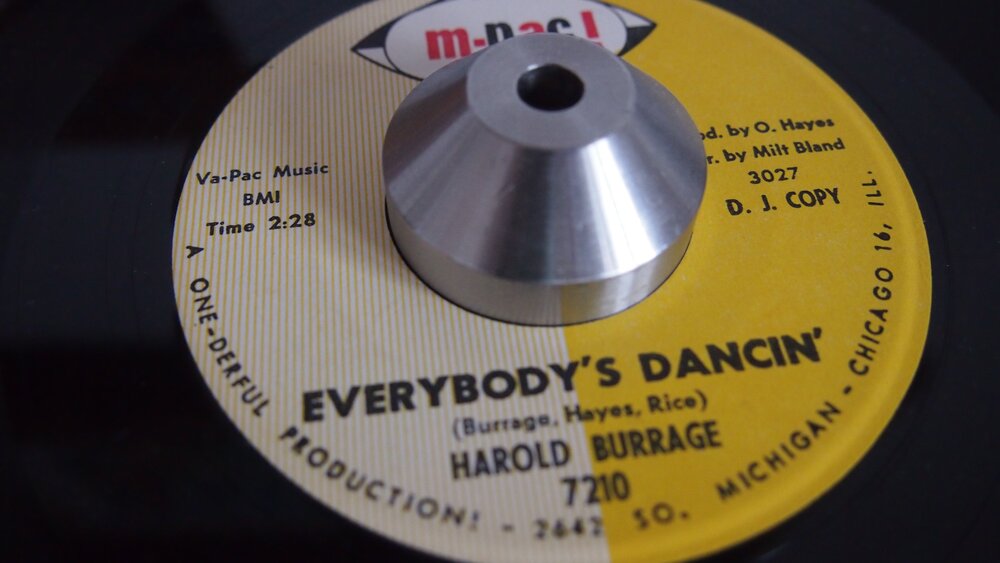 m-pac!
Va-Pac Music
BMI
Time 2:28
by O. Hayes
by Milt Bland
3027
D. J. COPY
EVERYBODY'S DANCIN'
(Burrage, Hayes, Rice)
HAROLD BURRAGE
7210
A ONE-DERFUL PRODUCTION! - 2642 SO. MICHIGAN - CHICAGO 16, ILL.